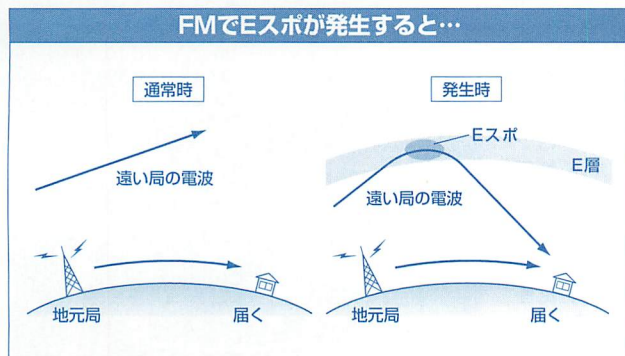 FMでEスポが発生すると…
通常時
遠い局の電波
地元局
届く
発生時
Eスポ
E層
遠い局の電波
地元局
届く